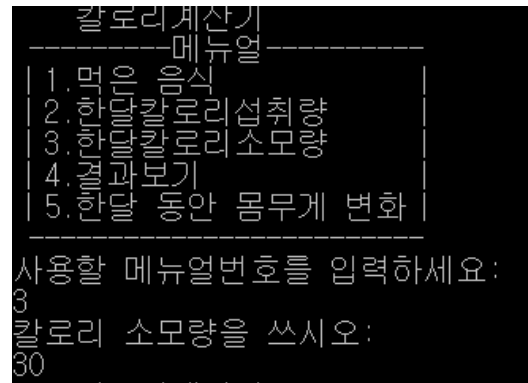 칼로리계산기
---------메뉴얼----------
|1.먹은 음식 |
|2.한달칼로리섭취량 |
|3.한달칼로리소모량 |
|4.결과보기 |
|5.한달 동안 몸무게 변화 |
-------------------------
사용할 메뉴얼번호를 입력하세요:
3
칼로리 소모량을 쓰시오:
30